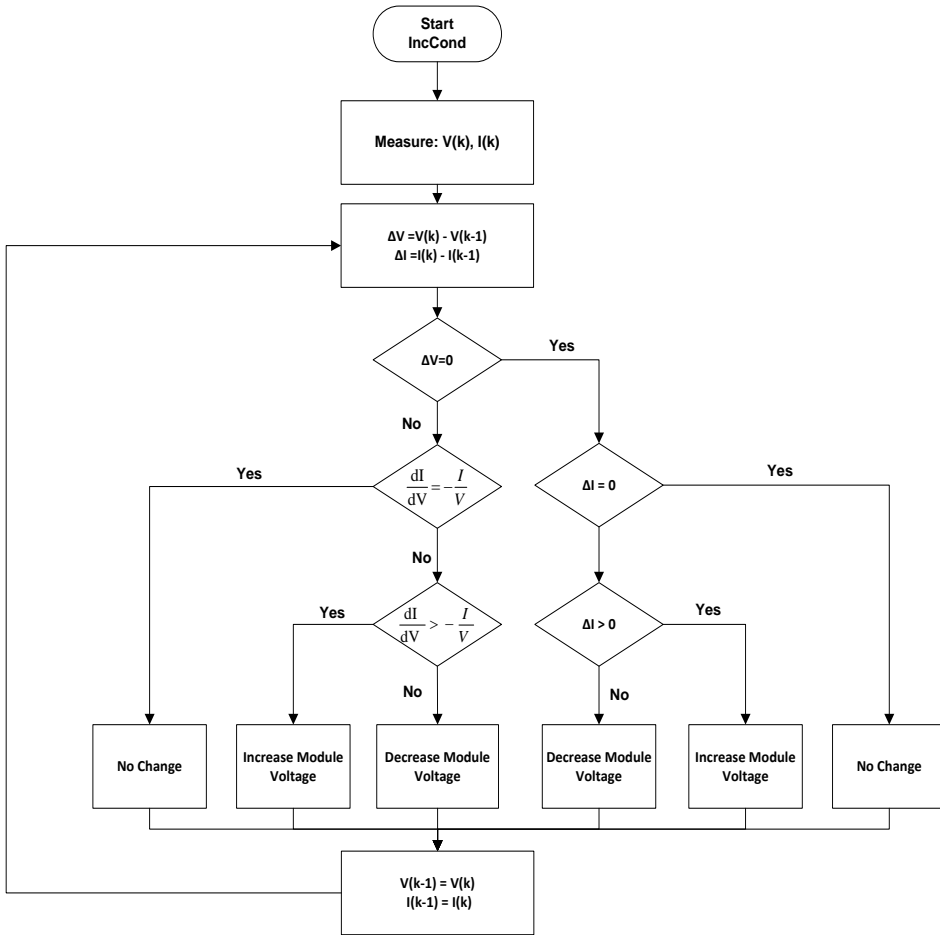 Start
IncCond
Measure: V(k), I(k)
ΔV =V(k) - V(k-1)
ΔI =I(k) - I(k-1)
ΔV=0
Yes
No
dI/dV = - I/V
Yes
No
ΔI = 0
Yes
dI/dV > - I/V
Yes
No
ΔI > 0
Yes
No
No Change
Increase Module
Voltage
Decrease Module
Voltage
Decrease Module
Voltage
Increase Module
Voltage
No Change
V(k-1) = V(k)
I(k-1) = I(k)